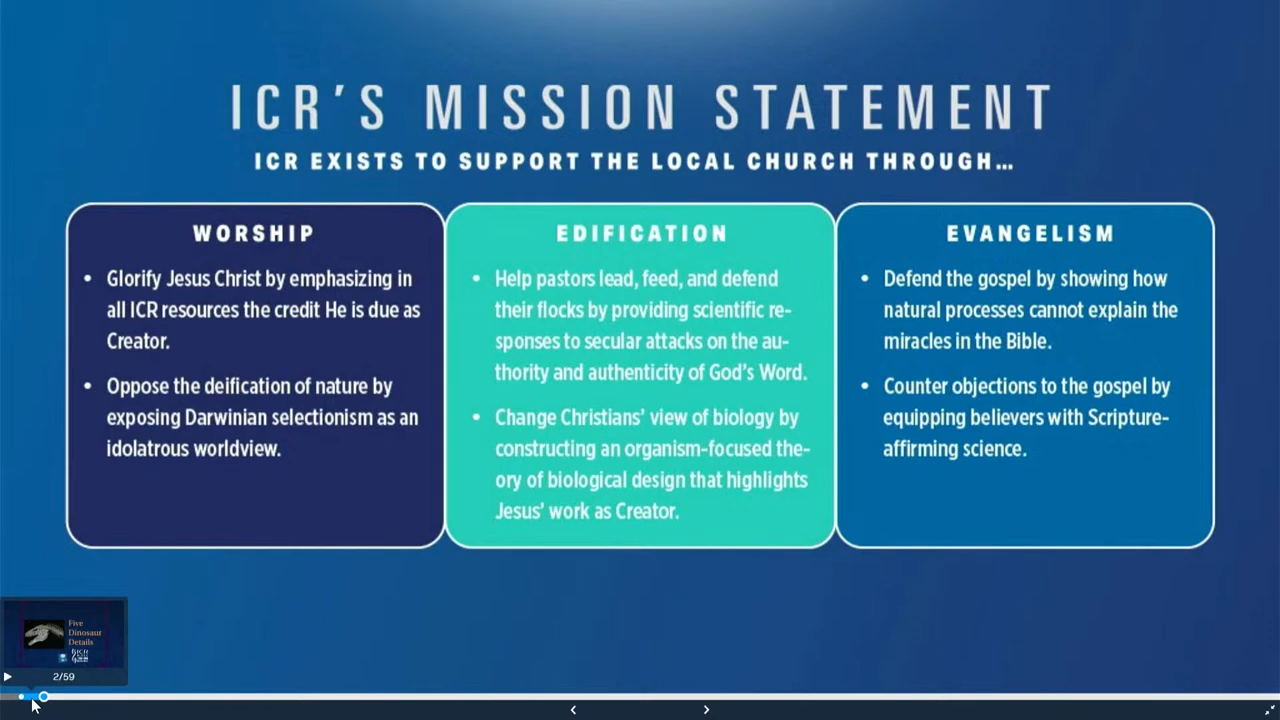 ICR'S MISSION STATEMENT
ICR EXISTS TO SUPPORT THE LOCAL CHURCH THROUGH…
WORSHIP
• Glorify Jesus Christ by emphasizing in
all ICR resources the credit He is due as
Creator.
• Oppose the deification of nature by
exposing Darwinian selectionism as an
idolatrous worldview.
EDIFICATION
• Help pastors lead, feed, and defend
their flocks by providing scientific re-
sponses to secular attacks on the au-
thority and authenticity of God's Word.
• Change Christians' view of biology by
constructing an organism-focused the-
ory of biological design that highlights
Jesus' work as Creator.
EVANGELISM
• Defend the gospel by showing how
natural processes cannot explain the
miracles in the Bible.
• Counter objections to the gospel by
equipping believers with Scripture-
affirming science.
Five
Dinosaur
Details
2/59